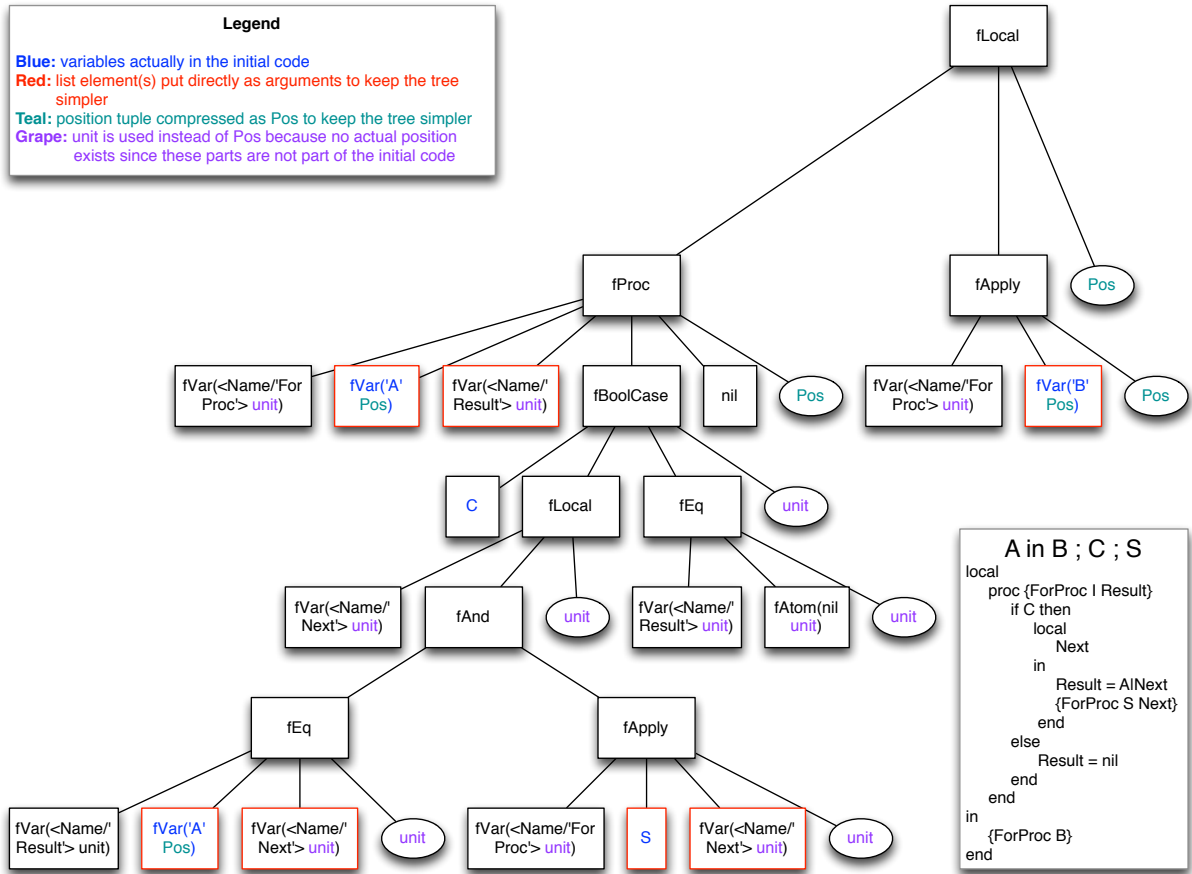 Legend
Blue: variables actually in the initial code
Red: list element(s) put directly as arguments to keep the tree
simpler
Teal: position tuple compressed as Pos to keep the tree simpler
Grape: unit is used instead of Pos because no actual position
exists since these parts are not part of the initial code
fLocal
fProc
fApply
Pos
fVar(<Name/'For
Proc'> unit)
fVar('A'
Pos)
fVar(<Name/'
Result'> unit)
fBoolCase
nil
Pos
fVar(<Name/'For
Proc'> unit)
fVar('B'
Pos)
Pos
C
fLocal
fEq
unit
fVar(<Name/'
Next'> unit)
fAnd
unit
fVar(<Name/'
Result'> unit)
fAtom(nil
unit)
unit
fEq
fApply
fVar(<Name/'
Result'> unit)
fVar('A'
Pos)
fVar(<Name/'
Next'> unit)
unit
fVar(<Name/'For
Proc'> unit)
S
fVar(<Name/'
Next'> unit)
unit
A in B ; C ; S
local
proc {ForProc I Result}
if C then
local
Next
in
Result = A|Next
{ForProc S Next}
end
else
Result = nil
end
end
in
{ForProc B}
end